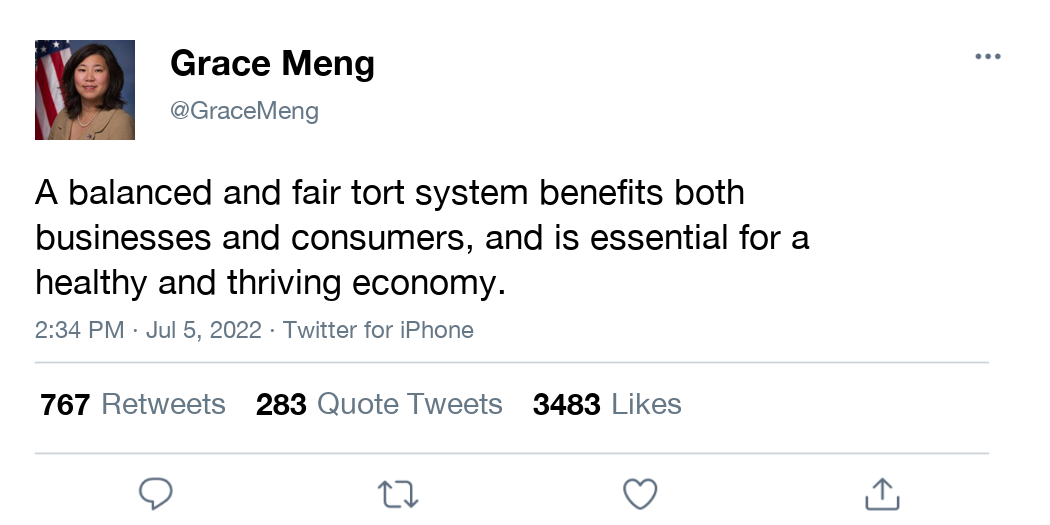 Grace Meng
@GraceMeng
A balanced and fair tort system benefits both
businesses and consumers, and is essential for a
healthy and thriving economy.
2:34 PM · Jul 5, 2022 · Twitter for iPhone
767 Retweets 283 Quote Tweets 3483 Likes